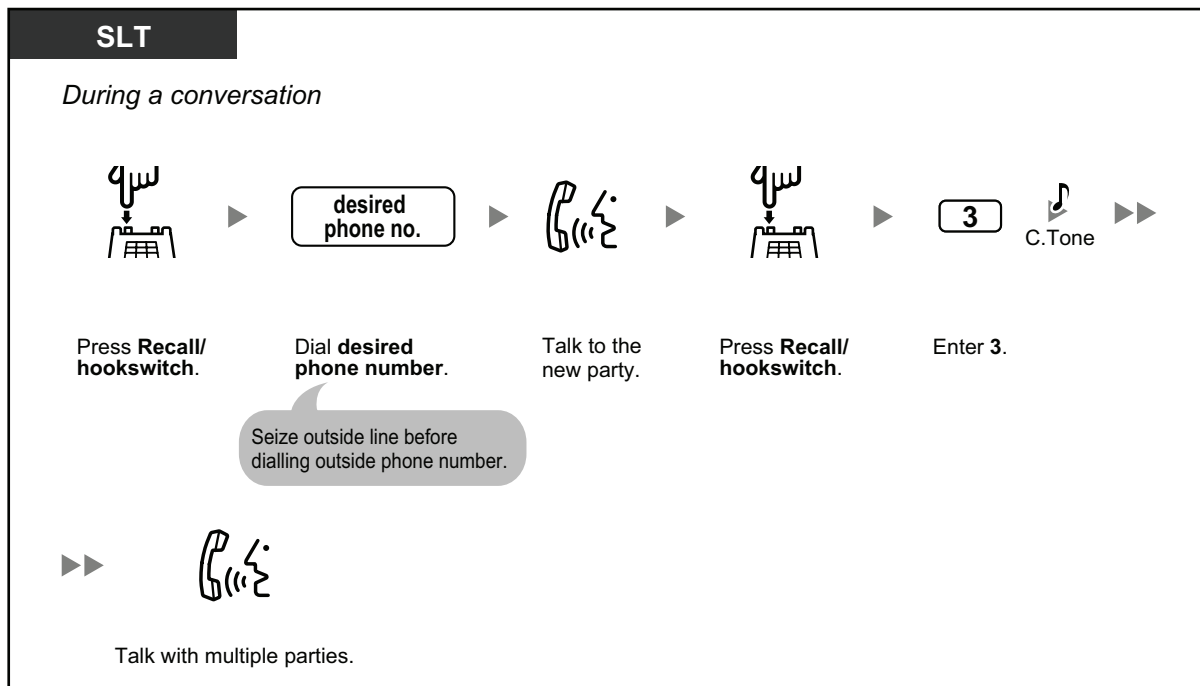 SLT
During a conversation
desired
phone no.
3
C.Tone
Press Recall/
hookswitch.
Dial desired
phone number.
Talk to the
new party.
Press Recall/
hookswitch.
Enter 3.
Seize outside line before
dialling outside phone number.
Talk with multiple parties.